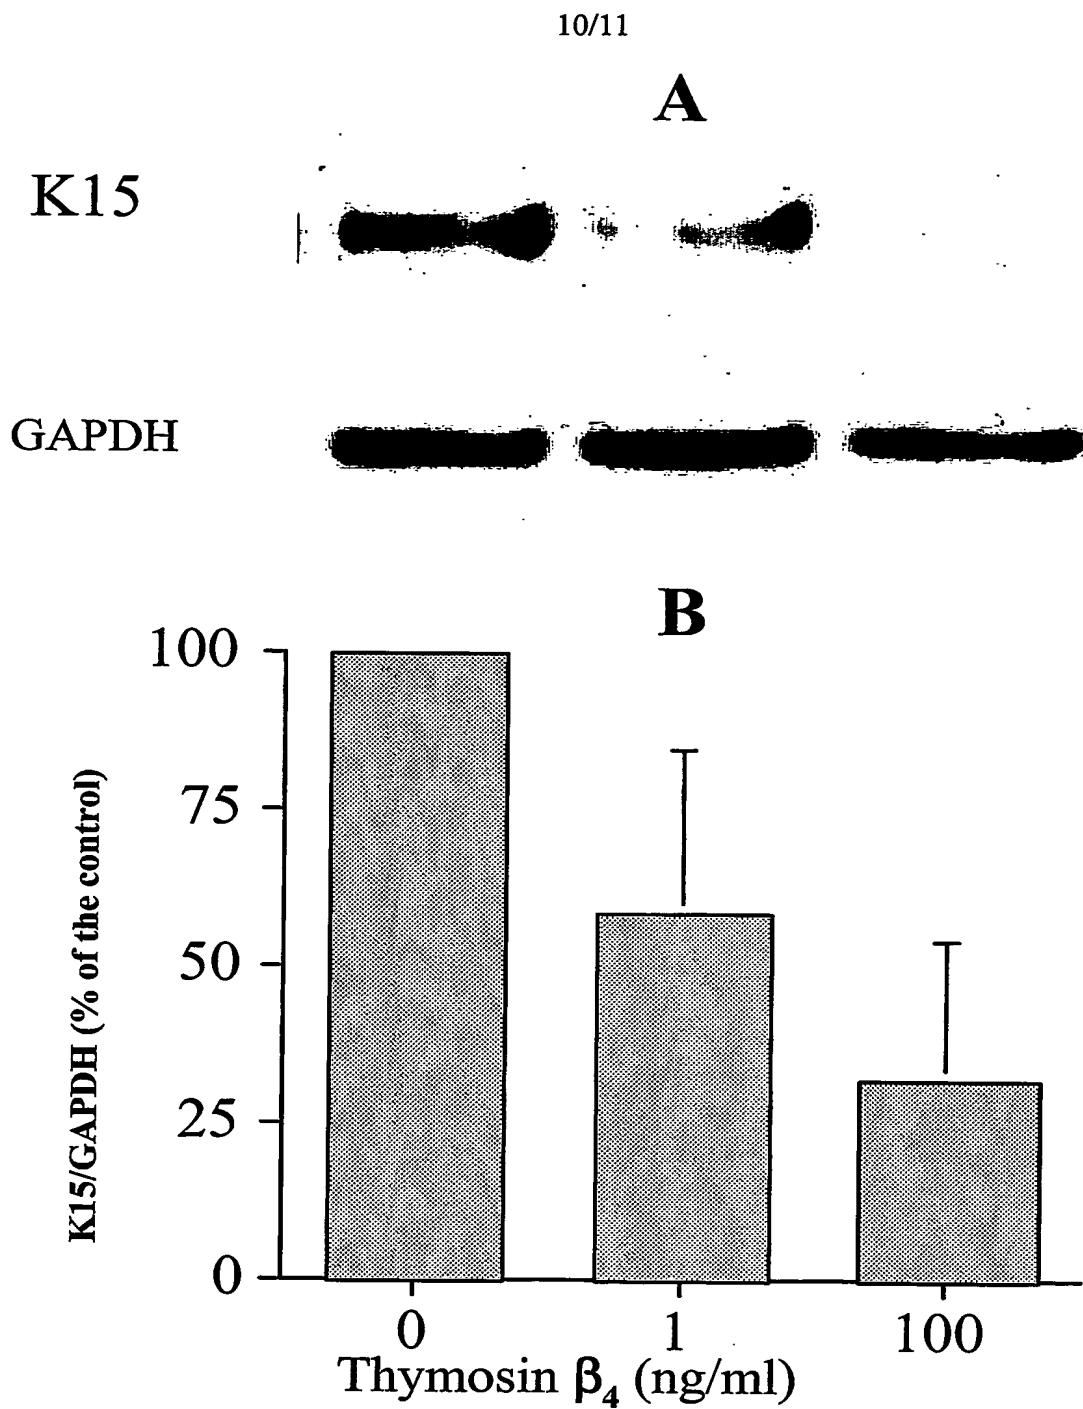 10/11
A
K15
GAPDH
B
100
75
50
25
0
K15/GAPDH (% of the control)
0 1 100
Thymosin β₄ (ng/ml)